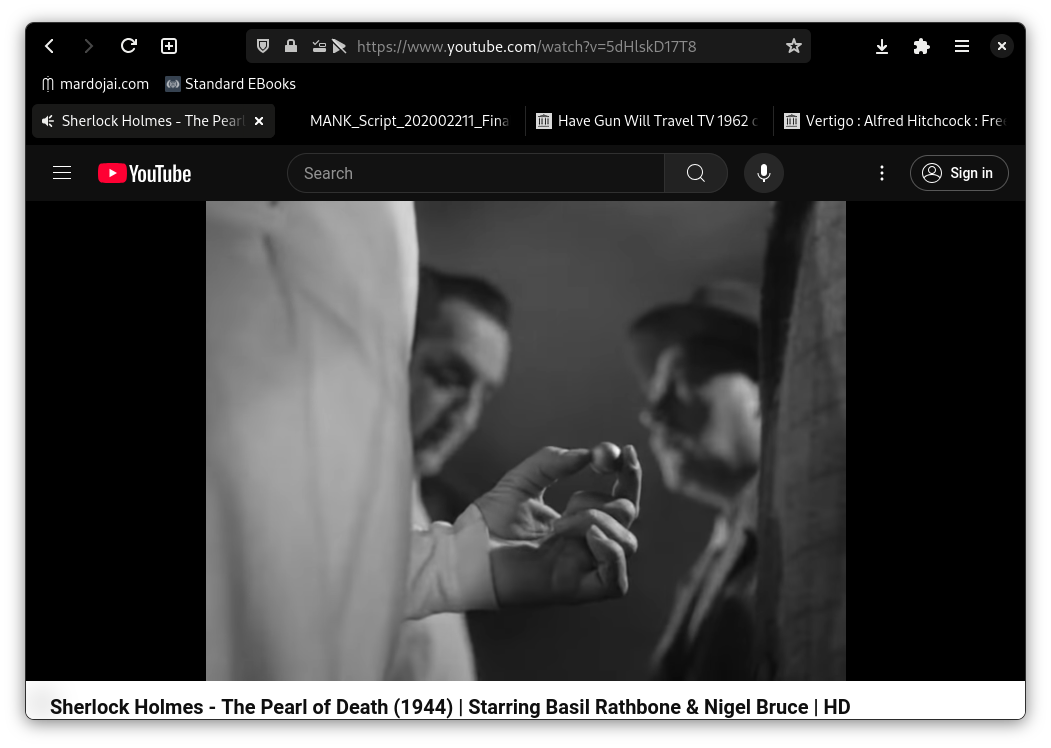 https://www.youtube.com/watch?v=5dHlskD17T8
mardojai.com Standard EBooks
Sherlock Holmes - The Pearl MANK_Script_202002211_Fina Have Gun Will Travel TV 1962 c Vertigo : Alfred Hitchcock : Fre
YouTube Search Sign in
Sherlock Holmes - The Pearl of Death (1944) | Starring Basil Rathbone & Nigel Bruce | HD